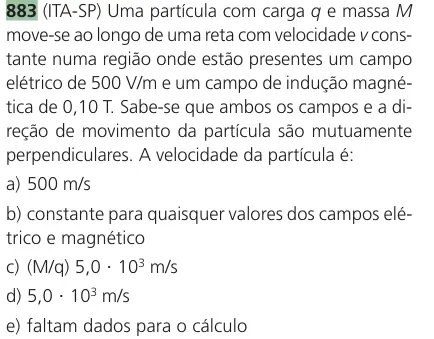 883 (ITA-SP) Uma partícula com carga q e massa M
move-se ao longo de uma reta com velocidade v cons-
tante numa região onde estão presentes um campo
elétrico de 500 V/m e um campo de indução magné-
tica de 0,10 T. Sabe-se que ambos os campos e a di-
reção de movimento da partícula são mutuamente
perpendiculares. A velocidade da partícula é:
a) 500 m/s
b) constante para quaisquer valores dos campos elé-
trico e magnético
c) (M/q) 5,0 · 10³ m/s
d) 5,0 · 10³ m/s
e) faltam dados para o cálculo